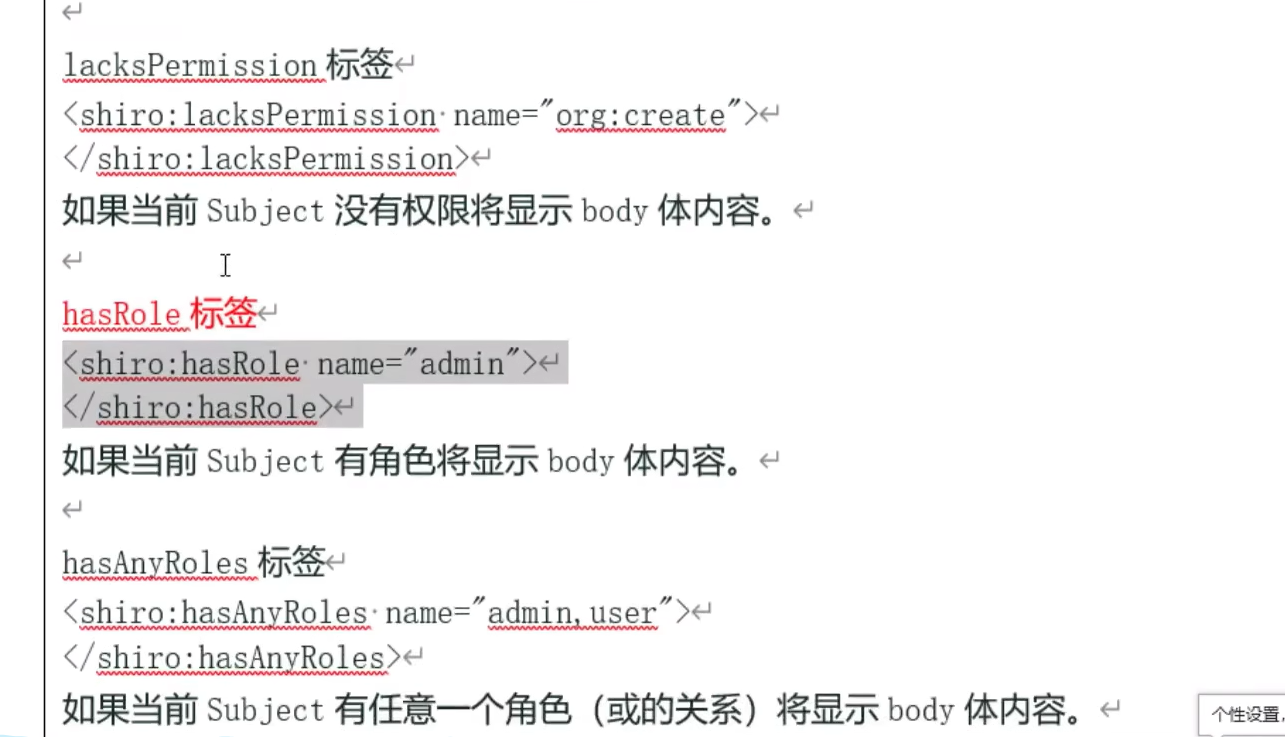 lacksPermission 标签
<shiro:lacksPermission name="org:create">
</shiro:lacksPermission>
如果当前 Subject 没有权限将显示 body 体内容。
hasRole 标签
<shiro:hasRole name="admin">
</shiro:hasRole>
如果当前 Subject 有角色将显示 body 体内容。
hasAnyRoles 标签
<shiro:hasAnyRoles name="admin,user">
</shiro:hasAnyRoles>
如果当前 Subject 有任意一个角色（或的关系）将显示 body 体内容。
个性设置,